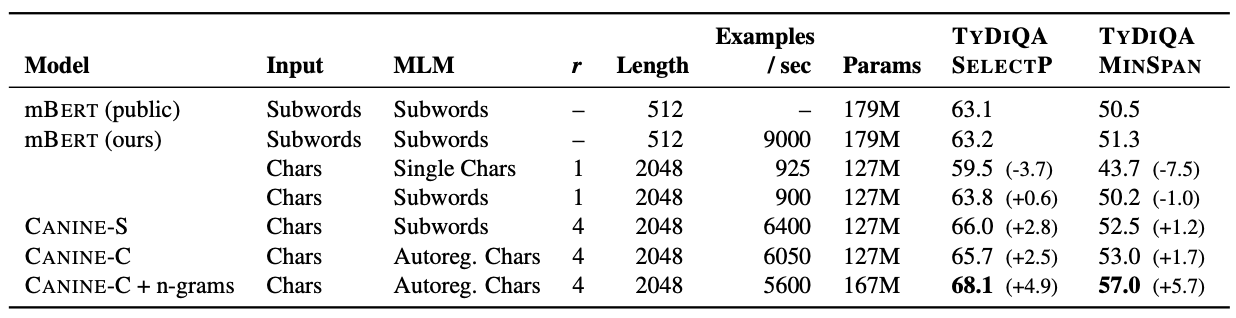 Examples TYDIQA TYDIQA
Model Input MLM r Length / sec Params SELECTP MINSPAN
mBERT (public) Subwords Subwords – 512 – 179M 63.1 50.5
mBERT (ours) Subwords Subwords – 512 9000 179M 63.2 51.3
Chars Single Chars 1 2048 925 127M 59.5 (-3.7) 43.7 (-7.5)
Chars Subwords 1 2048 900 127M 63.8 (+0.6) 50.2 (-1.0)
CANINE-S Chars Subwords 4 2048 6400 127M 66.0 (+2.8) 52.5 (+1.2)
CANINE-C Chars Autoreg. Chars 4 2048 6050 127M 65.7 (+2.5) 53.0 (+1.7)
CANINE-C + n-grams Chars Autoreg. Chars 4 2048 5600 167M 68.1 (+4.9) 57.0 (+5.7)